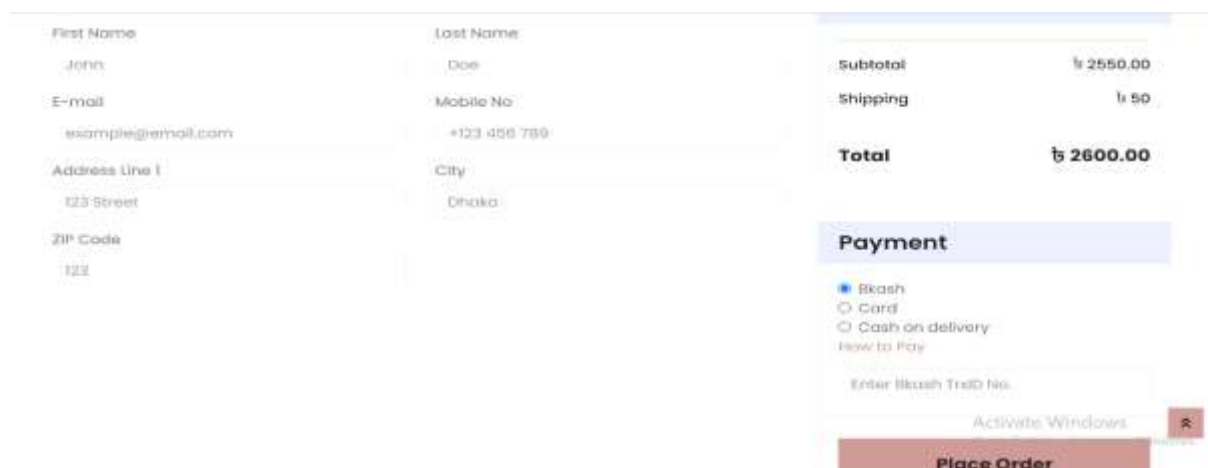 First Name
Last Name
John
Doe
E-mail
Mobile No
example@email.com
+123 456 789
Address Line 1
City
123 Street
Dhaka
ZIP Code
123
Subtotal ৳ 2550.00
Shipping ৳ 50
Total ৳ 2600.00
Payment
Bkash
Card
Cash on delivery
How to Pay
Enter Bkash TrxID No.
Activate Windows
Place Order